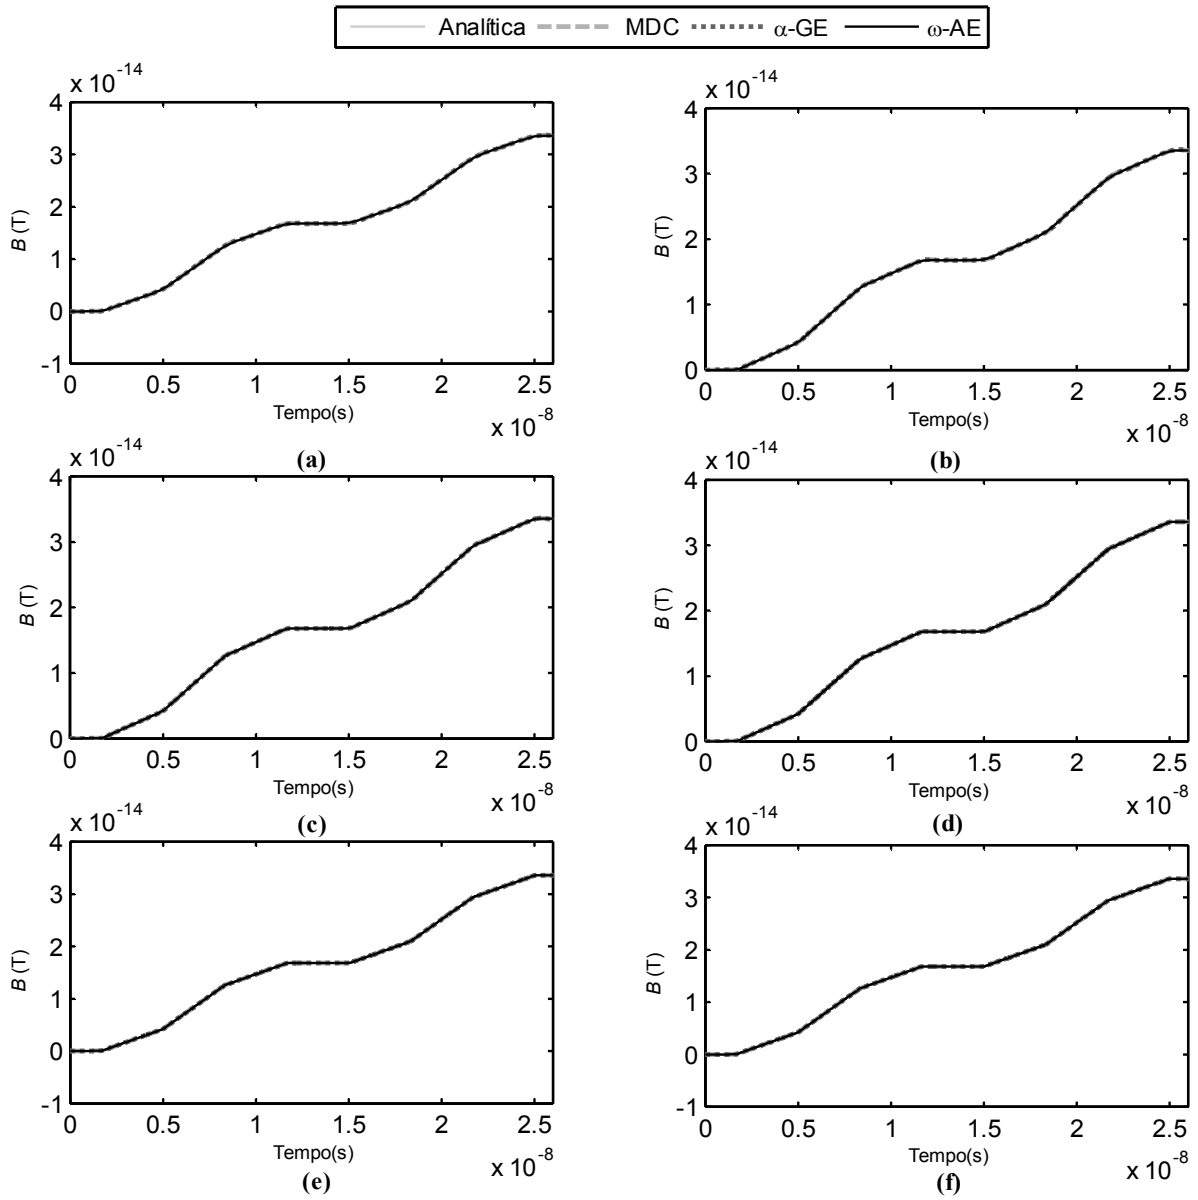 Analítica MDC α-GE ω-AE
x 10-14
4
3
2
1
0
-1
B (T)
0 0.5 1 1.5 2 2.5
Tempo(s)
x 10-8
(a)
x 10-14
4
3
2
1
0
B (T)
0 0.5 1 1.5 2 2.5
Tempo(s)
x 10-8
(b)
x 10-14
4
3
2
1
0
B (T)
0 0.5 1 1.5 2 2.5
Tempo(s)
x 10-8
(c)
x 10-14
4
3
2
1
0
B (T)
0 0.5 1 1.5 2 2.5
Tempo(s)
x 10-8
(d)
x 10-14
4
3
2
1
0
-1
B (T)
0 0.5 1 1.5 2 2.5
Tempo(s)
x 10-8
(e)
x 10-14
4
3
2
1
0
-1
B (T)
0 0.5 1 1.5 2 2.5
Tempo(s)
x 10-8
(f)